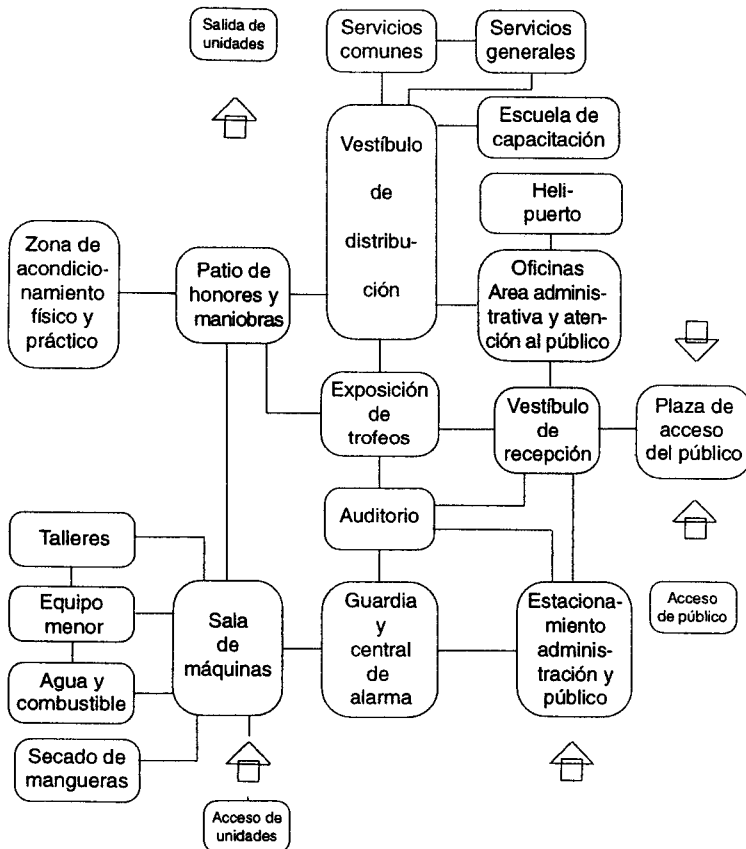 Salida de
unidades
Servicios
comunes
Servicios
generales
Vestíbulo
de
distribu-
ción
Escuela de
capacitación
Heli-
puerto
Zona de
acondicio-
namiento
físico y
práctico
Patio de
honores y
maniobras
Oficinas
Area adminis-
trativa y aten-
ción al público
Exposición
de
trofeos
Vestíbulo
de
recepción
Plaza de
acceso
del público
Auditorio
Talleres
Equipo
menor
Agua y
combustible
Secado de
mangueras
Sala
de
máquinas
Guardia
y
central
de
alarma
Estaciona-
miento
adminis-
tración y
público
Acceso
de público
Acceso de
unidades